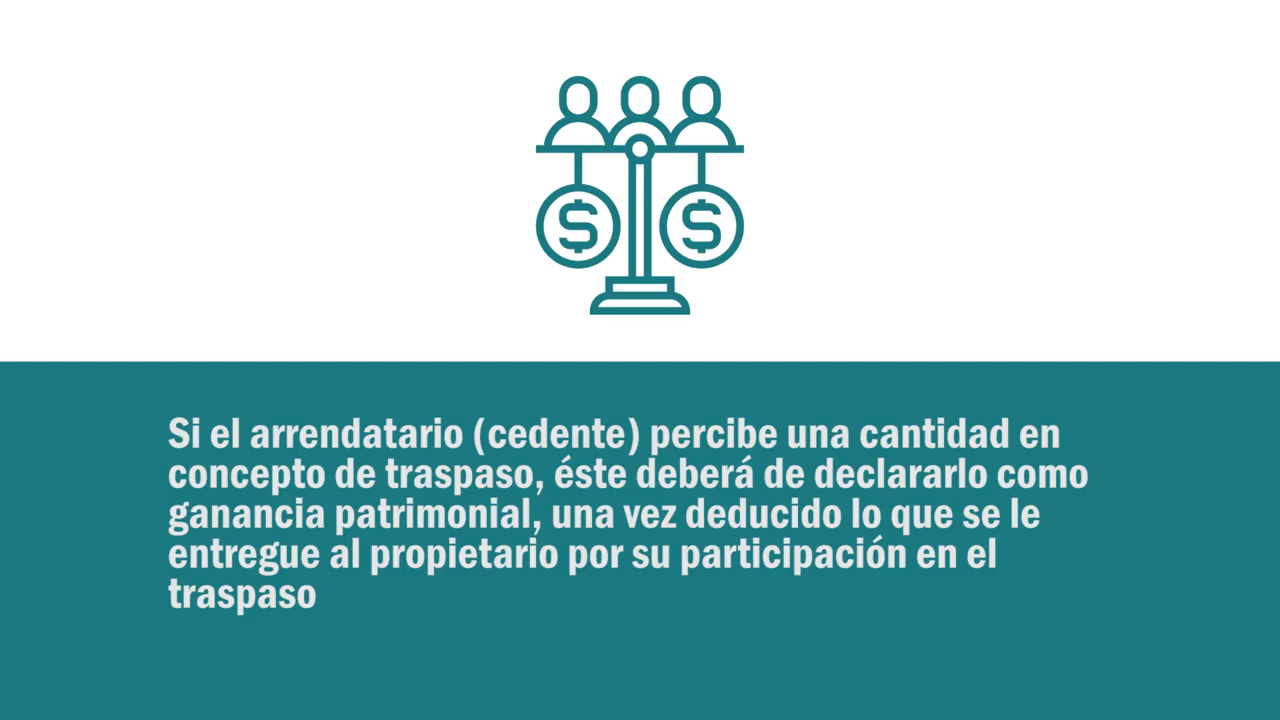 Si el arrendatario (cedente) percibe una cantidad en
concepto de traspaso, éste deberá de declararlo como
ganancia patrimonial, una vez deducido lo que se le
entregue al propietario por su participación en el
traspaso